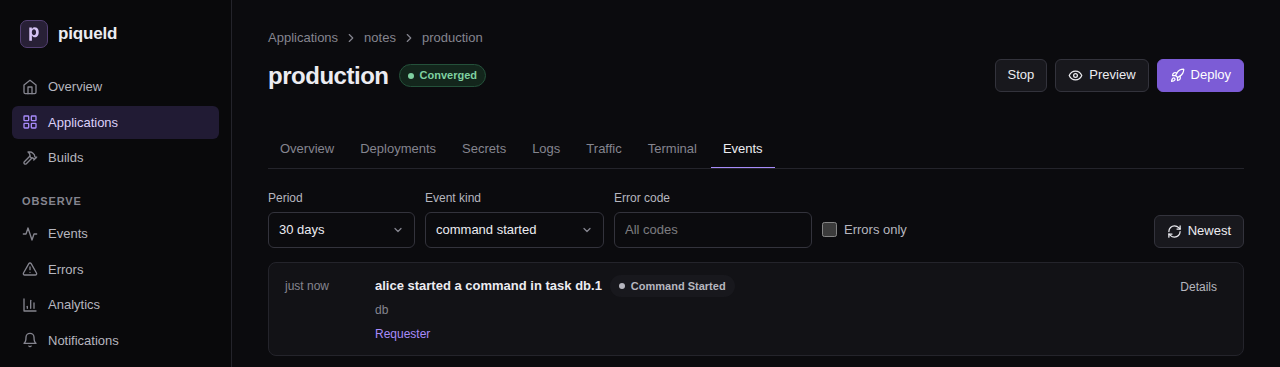 p piqueld
Overview
Applications
Builds
OBSERVE
Events
Errors
Analytics
Notifications
Applications > notes > production
production Converged
Stop Preview Deploy
Overview Deployments Secrets Logs Traffic Terminal Events
Period Event kind Error code
30 days command started All codes Errors only Newest
just now alice started a command in task db.1 Command Started Details
db
Requester